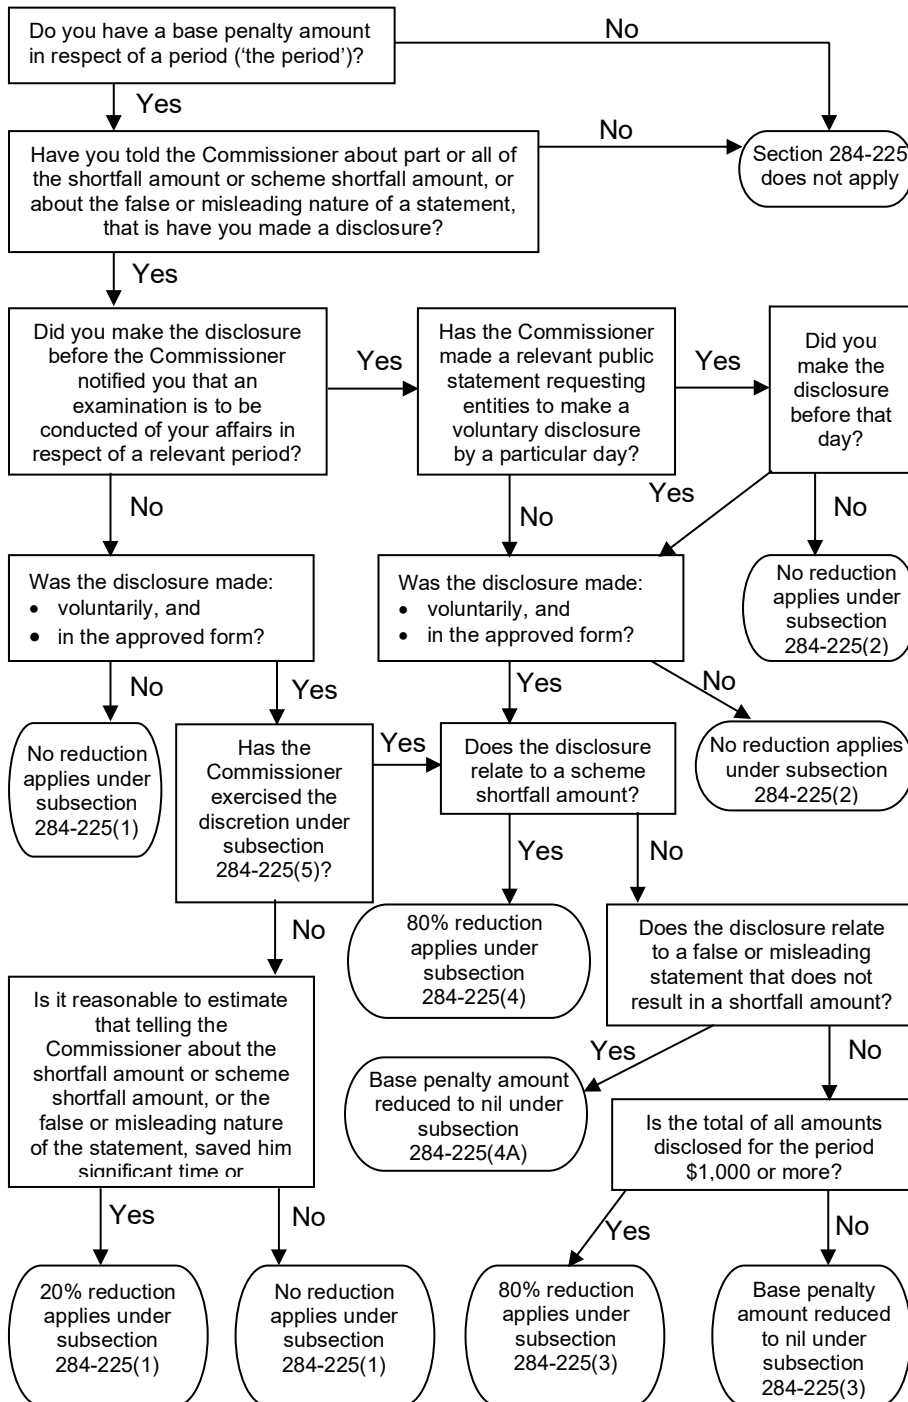 Do you have a base penalty amount
in respect of a period (‘the period’)?
No
Yes
Have you told the Commissioner about part or all of
the shortfall amount or scheme shortfall amount, or
about the false or misleading nature of a statement,
that is have you made a disclosure?
No
Section 284-225
does not apply
Yes
Did you make the disclosure
before the Commissioner
notified you that an
examination is to be
conducted of your affairs in
respect of a relevant period?
Yes
Has the Commissioner
made a relevant public
statement requesting
entities to make a
voluntary disclosure
by a particular day?
Yes
Did you
make the
disclosure
before that
day?
No
No
Yes
No
Was the disclosure made:
• voluntarily, and
• in the approved form?
Was the disclosure made:
• voluntarily, and
• in the approved form?
No reduction
applies under
subsection
284-225(2)
No
Yes
Yes
No
No reduction
applies under
subsection
284-225(1)
Has the
Commissioner
exercised the
discretion under
subsection
284-225(5)?
Yes
Does the disclosure
relate to a scheme
shortfall amount?
No reduction applies
under subsection
284-225(2)
No
Yes
No
80% reduction
applies under
subsection
284-225(4)
Does the disclosure relate
to a false or misleading
statement that does not
result in a shortfall amount?
Is it reasonable to estimate
that telling the
Commissioner about the
shortfall amount or scheme
shortfall amount, or the
false or misleading nature
of the statement, saved him
significant time or
Yes
No
Base penalty amount
reduced to nil under
subsection
284-225(4A)
Is the total of all amounts
disclosed for the period
$1,000 or more?
Yes
No
Yes
No
20% reduction
applies under
subsection
284-225(1)
No reduction
applies under
subsection
284-225(1)
80% reduction
applies under
subsection
284-225(3)
Base penalty
amount reduced
to nil under
subsection
284-225(3)